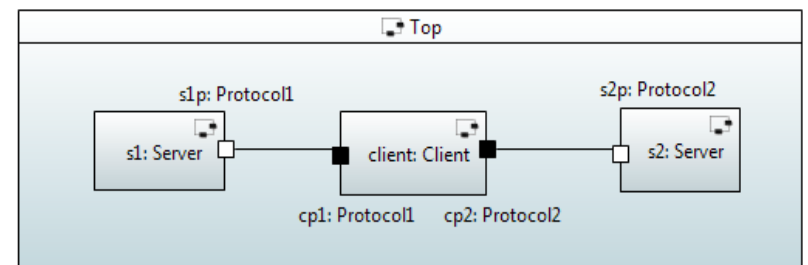 Top
s1p: Protocol1
s2p: Protocol2
s1: Server
client: Client
s2: Server
cp1: Protocol1
cp2: Protocol2